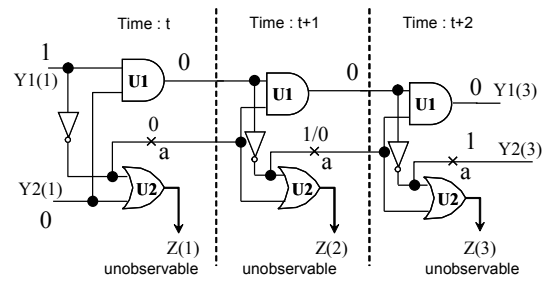 Time : t
Time : t+1
Time : t+2
1
Y1(1)
U1
0
U1
0
U1
0
Y1(3)
0
a
1/0
a
1
a
Y2(3)
Y2(1)
0
U2
U2
U2
Z(1)
Z(2)
Z(3)
unobservable
unobservable
unobservable